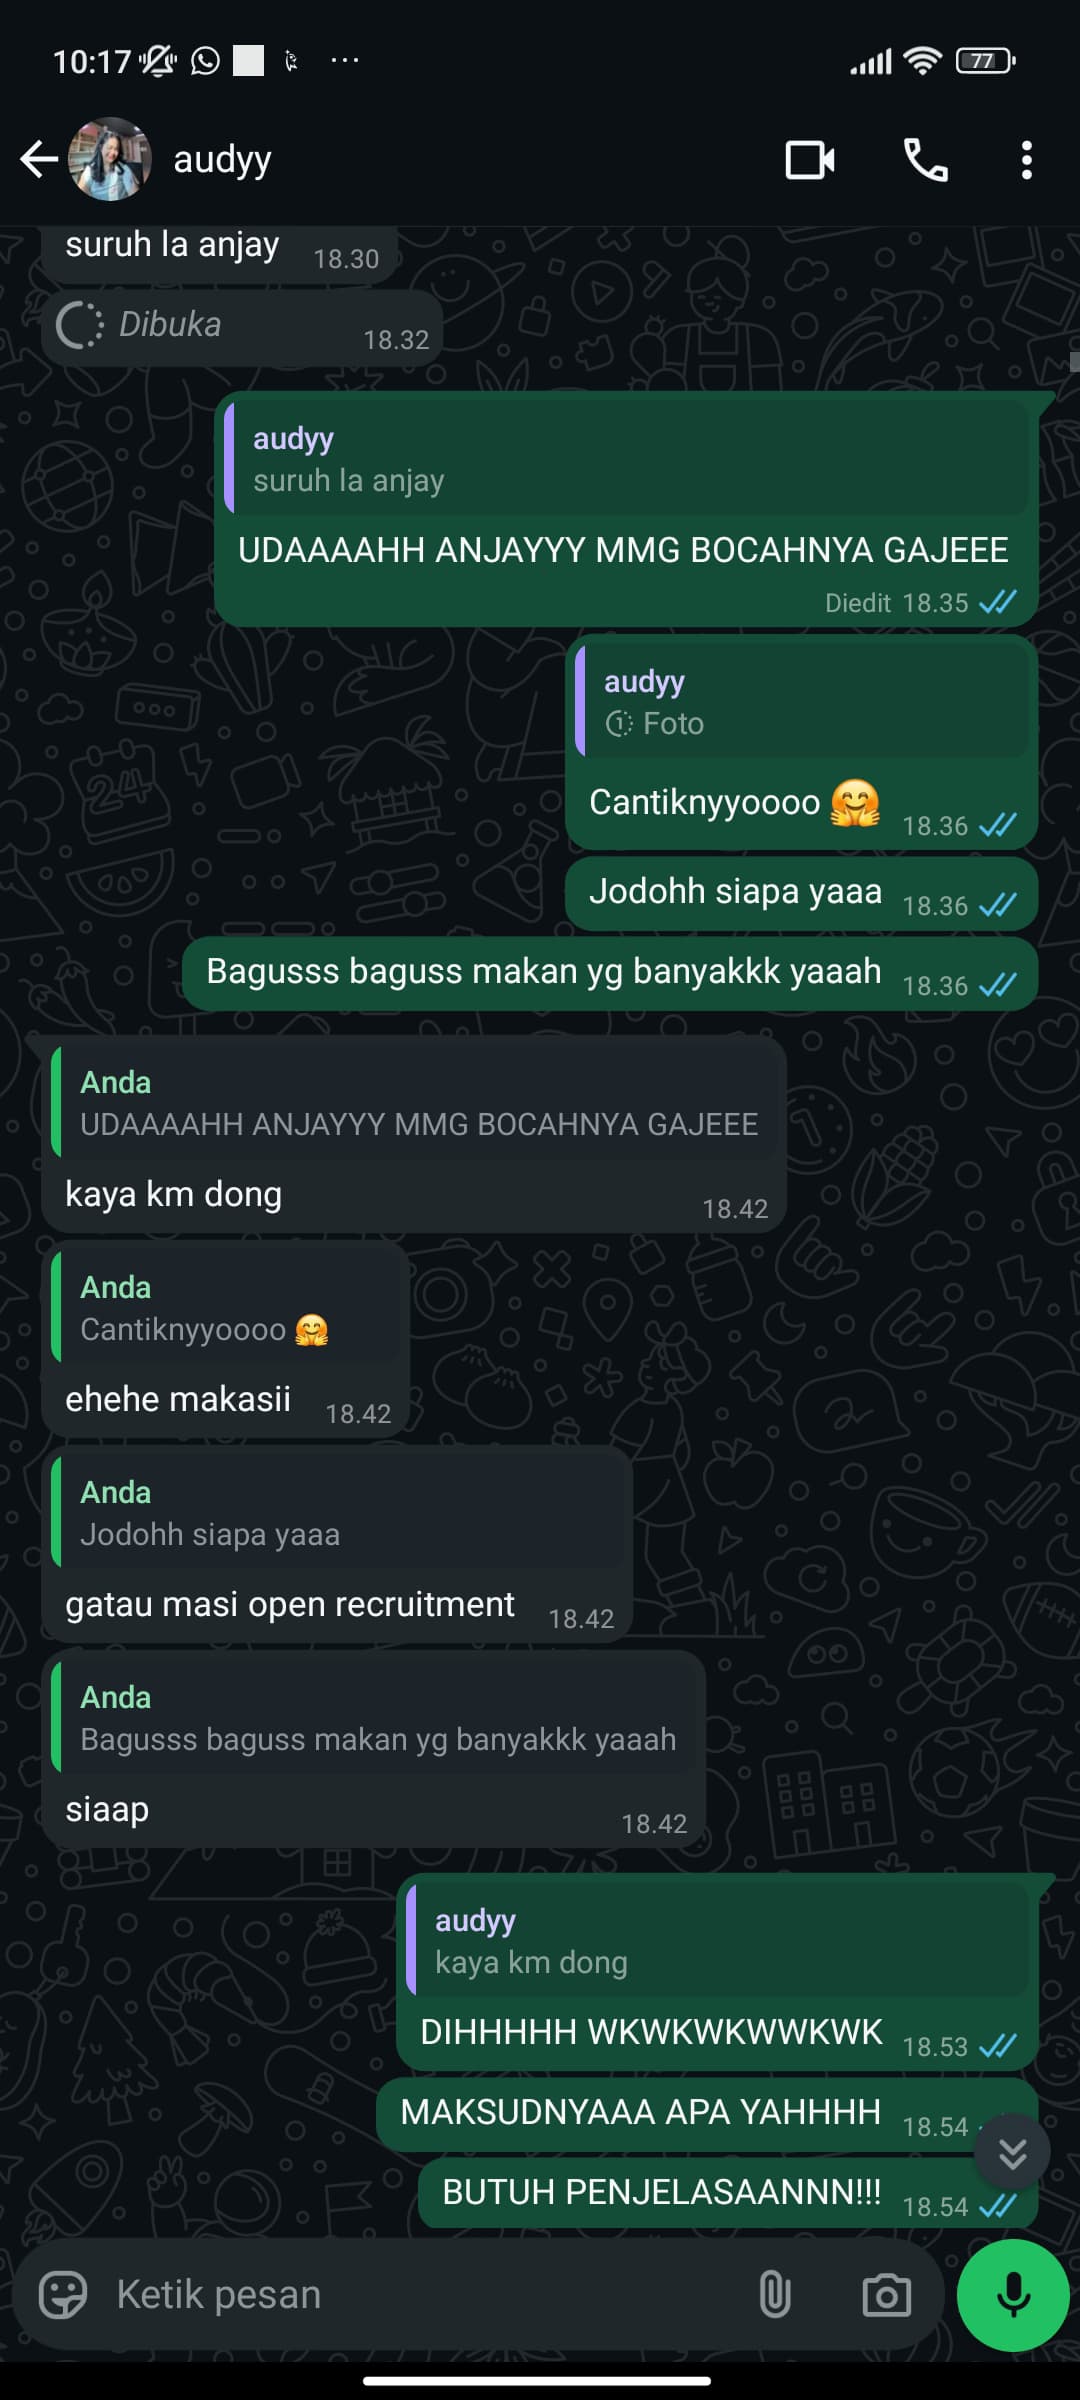 10:17
77
audyy
suruh la anjay 18.30
Dibuka 18.32
audyy
suruh la anjay
UDAAAAHH ANJAYYY MMG BOCAHNYA GAJEEE
Diedit 18.35
audyy
1 Foto
Cantiknyyoooo 🤗 18.36
Jodohh siapa yaaa 18.36
Bagusss baguss makan yg banyakkk yaaah 18.36
Anda
UDAAAAHH ANJAYYY MMG BOCAHNYA GAJEEE
kaya km dong 18.42
Anda
Cantiknyyoooo 🤗
ehehe makasii 18.42
Anda
Jodohh siapa yaaa
gatau masi open recruitment 18.42
Anda
Bagusss baguss makan yg banyakkk yaaah
siaap 18.42
audyy
kaya km dong
DIHHHHH WKWKWKWWKWK 18.53
MAKSUDNYAAA APA YAHHHH 18.54
BUTUH PENJELASAANNN!!! 18.54
Ketik pesan